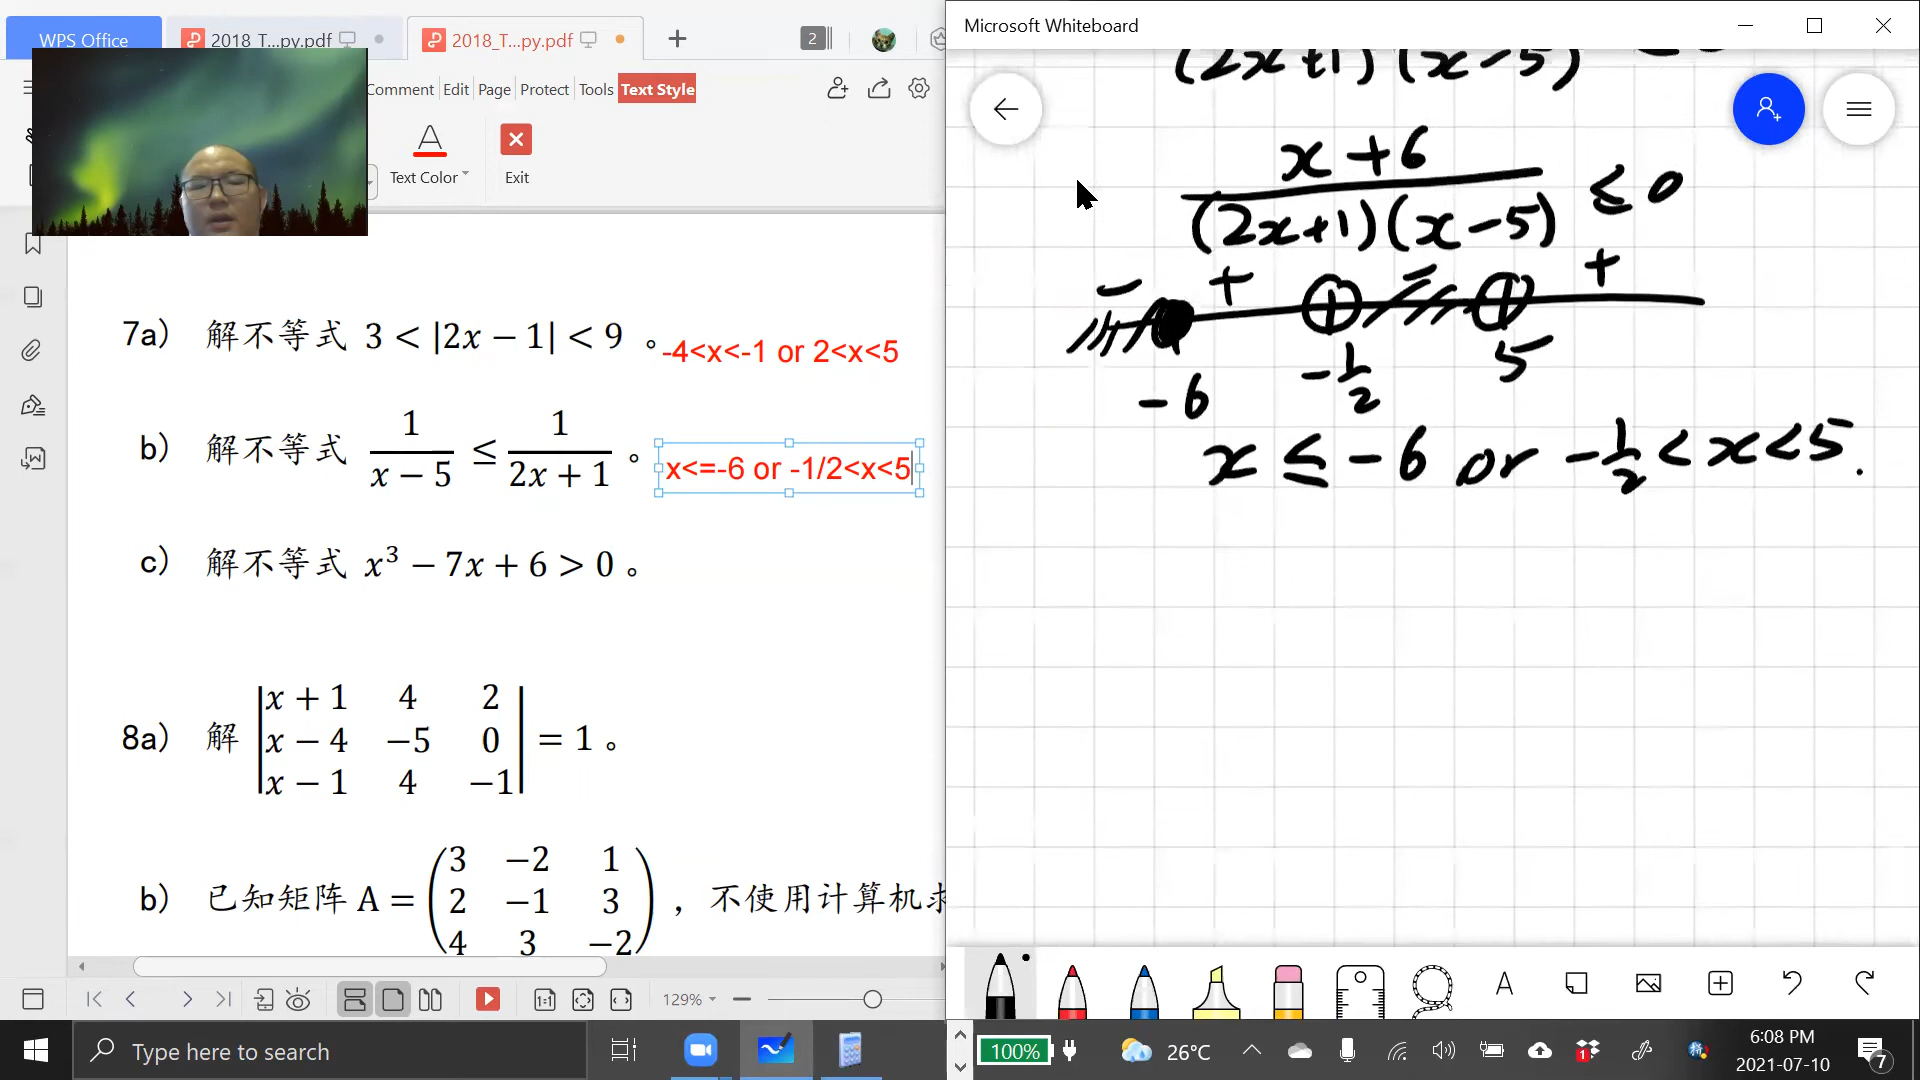 WPS Office
2018_T...py.pdf
2018_T...py.pdf
2
Comment Edit Page Protect Tools Text Style
Text Color
Exit
7a) 解不等式 3 < |2x − 1| < 9 。
-4<x<-1 or 2<x<5
b) 解不等式 1/(x − 5) ≤ 1/(2x + 1) 。
x<=-6 or -1/2<x<5
c) 解不等式 x³ − 7x + 6 > 0 。
8a) 解 |x + 1 4 2
x − 4 −5 0
x − 1 4 −1| = 1 。
b) 已知矩阵 A = (3 −2 1
2 −1 3
4 3 −2) ，不使用计算机
129%
Microsoft Whiteboard
(2x+1)(x-5)
x+6
(2x+1)(x-5) ≤ 0
- + +
-6 -1/2 5
x ≤ -6 or -1/2 < x < 5.
Type here to search
100%
26°C
1
6:08 PM
2021-07-10
7